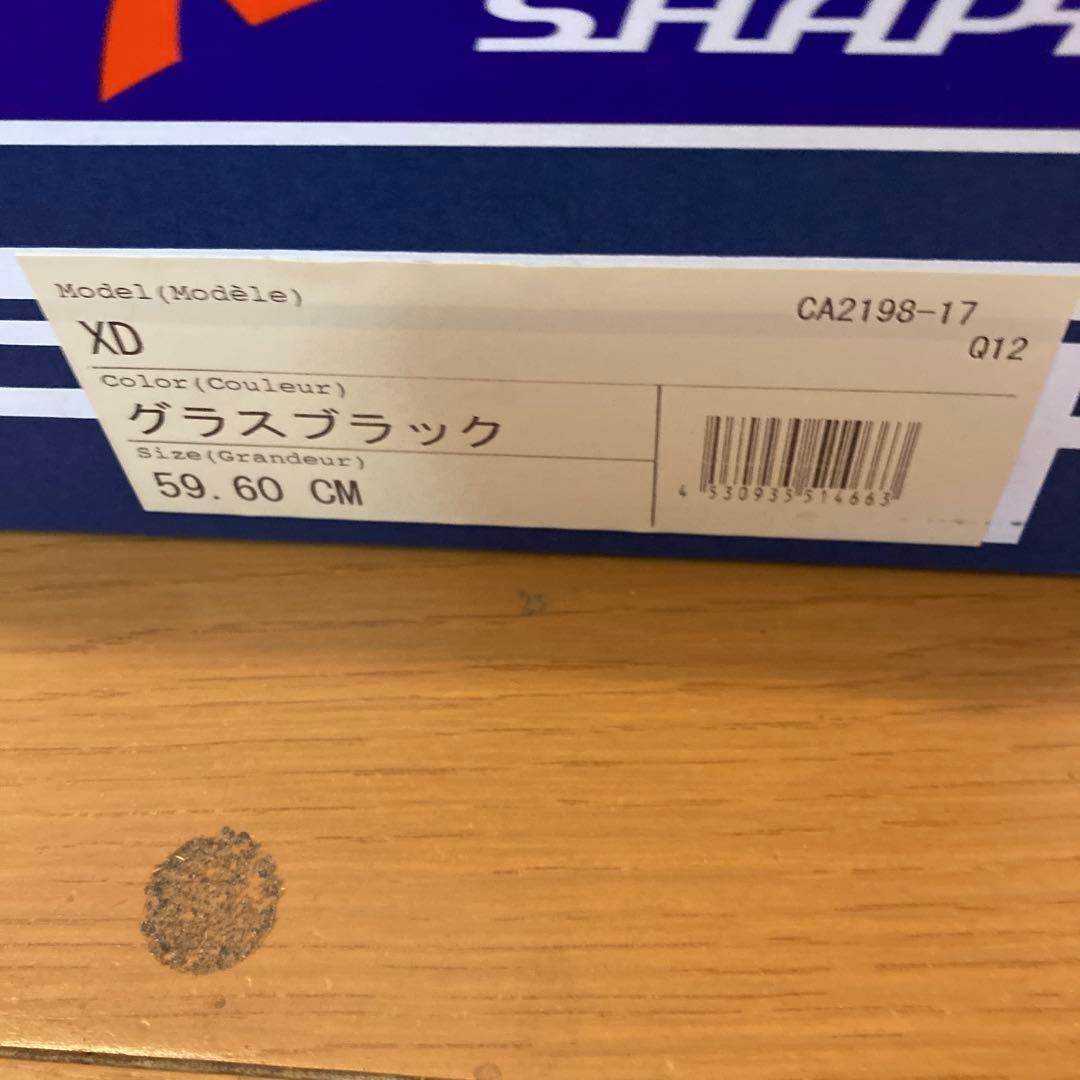 Model(Modèle)
XD
CA2198-17
Q12
Color(Couleur)
グラスブラック
Size(Grandeur)
59.60 CM
4 530935 514663